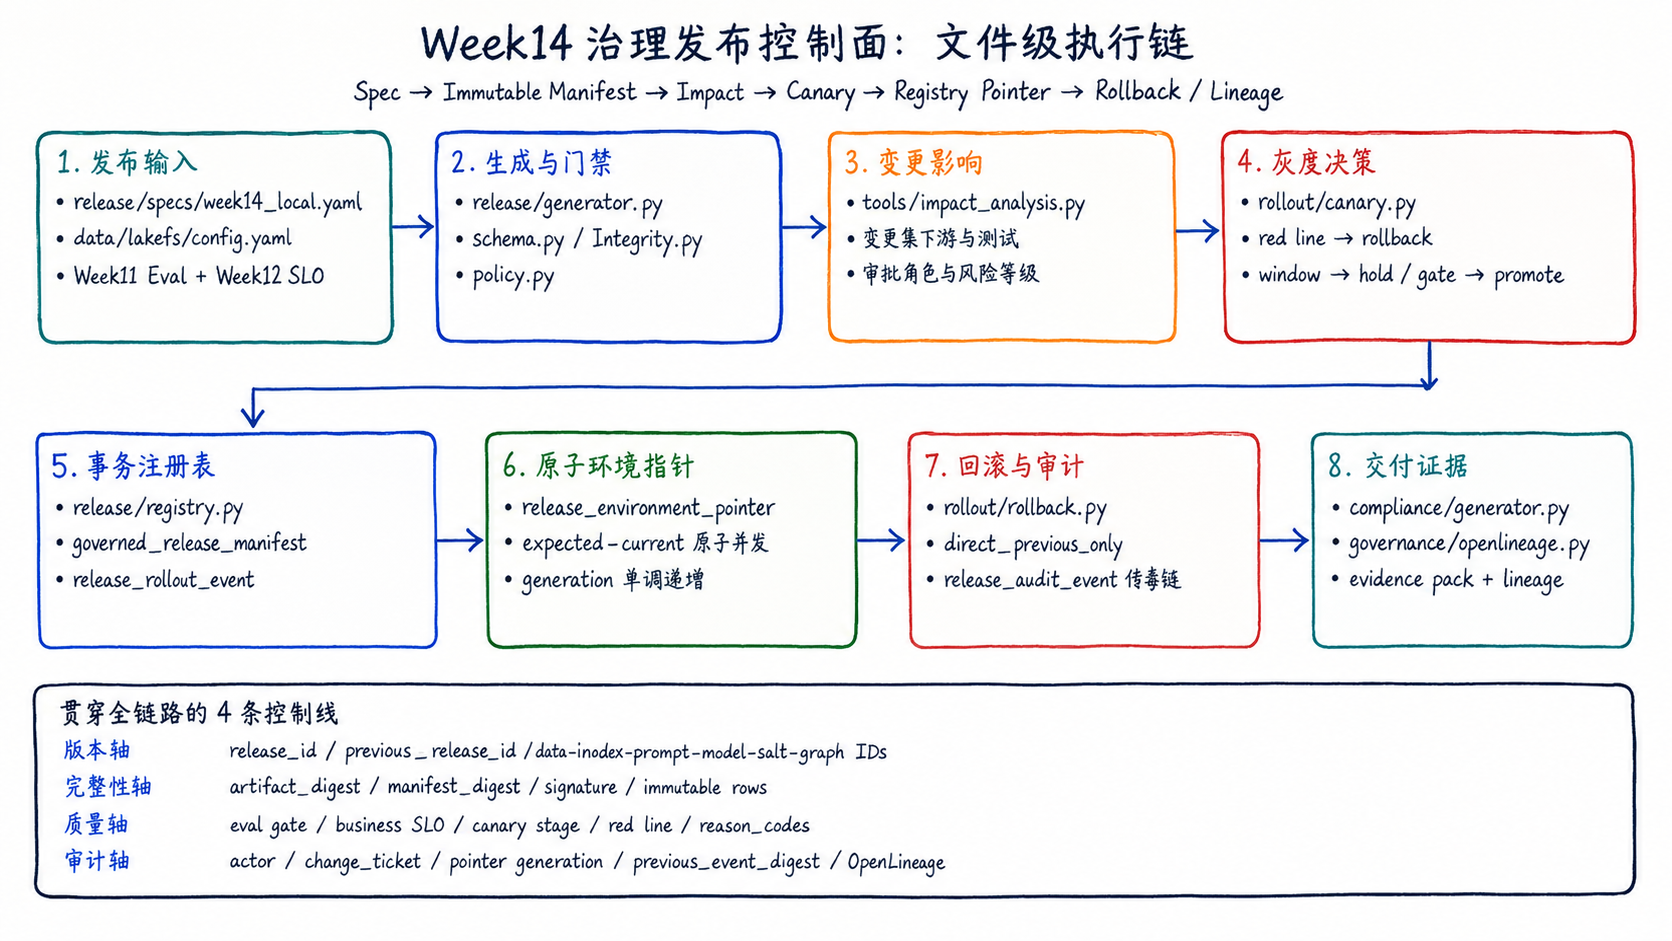 Week14 治理发布控制面：文件级执行链
Spec → Immutable Manifest → Impact → Canary → Registry Pointer → Rollback / Lineage
1. 发布输入
• release/specs/week14_local.yaml
• data/lakefs/config.yaml
• Week11 Eval + Week12 SLO
2. 生成与门禁
• release/generator.py
• schema.py / Integrity.py
• policy.py
3. 变更影响
• tools/impact_analysis.py
• 变更集下游与测试
• 审批角色与风险等级
4. 灰度决策
• rollout/canary.py
• red line → rollback
• window → hold / gate → promote
5. 事务注册表
• release/registry.py
• governed_release_manifest
• release_rollout_event
6. 原子环境指针
• release_environment_pointer
• expected-current 原子并发
• generation 单调递增
7. 回滚与审计
• rollout/rollback.py
• direct_previous_only
• release_audit_event 传毒链
8. 交付证据
• compliance/generator.py
• governance/openlineage.py
• evidence pack + lineage
贯穿全链路的 4 条控制线
版本轴 release_id / previous_release_id /data-inodex-prompt-model-salt-graph IDs
完整性轴 artifact_digest / manifest_digest / signature / immutable rows
质量轴 eval gate / business SLO / canary stage / red line / reason_codes
审计轴 actor / change_ticket / pointer generation / previous_event_digest / OpenLineage